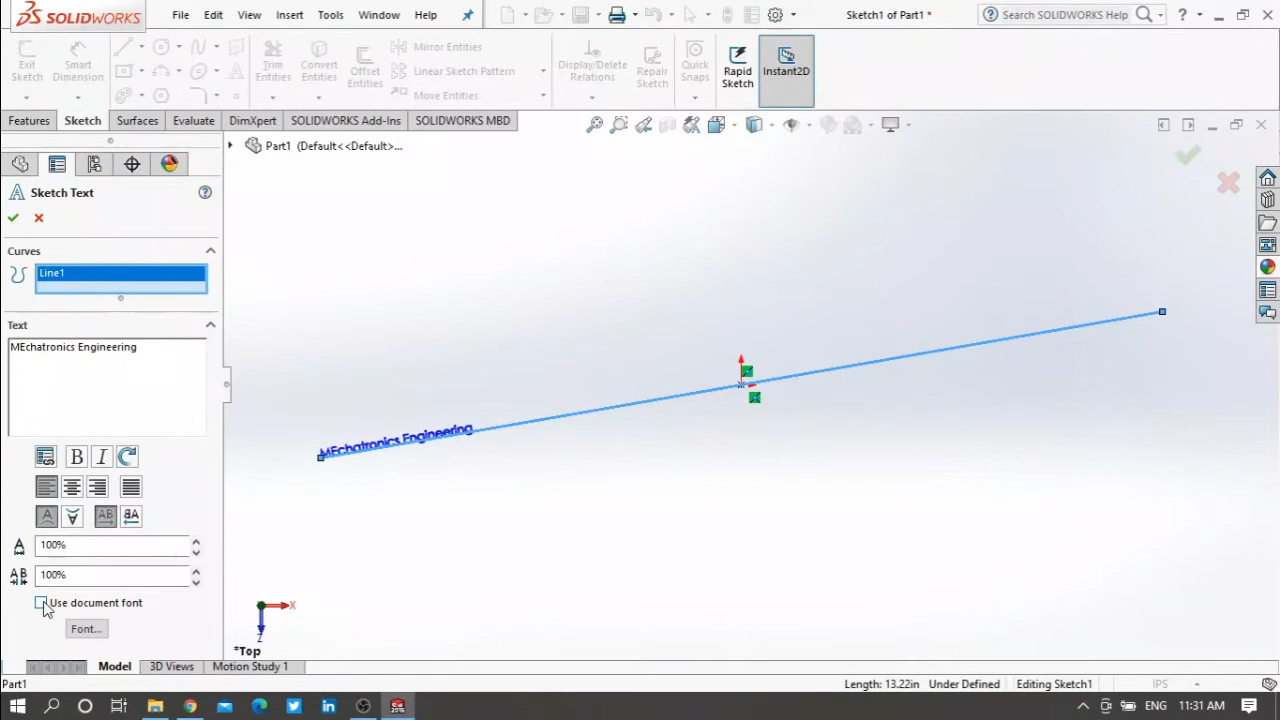 SOLIDWORKS
File Edit View Insert Tools Window Help
Sketch1 of Part1 *
Search SOLIDWORKS Help
Exit Sketch
Smart Dimension
Trim Entities
Convert Entities
Offset Entities
Mirror Entities
Linear Sketch Pattern
Move Entities
Display/Delete Relations
Repair Sketch
Quick Snaps
Rapid Sketch
Instant2D
Features Sketch Surfaces Evaluate DimXpert SOLIDWORKS Add-Ins SOLIDWORKS MBD
Part1 (Default<<Default>...
Sketch Text
Curves
Line1
Text
MEchatronics Engineering
MEchatronics Engineering
B I
AB
100%
AB
100%
Use document font
Font...
X
Z
*Top
Model 3D Views Motion Study 1
Part1
Length: 13.22in Under Defined Editing Sketch1 IPS
ENG 11:31 AM